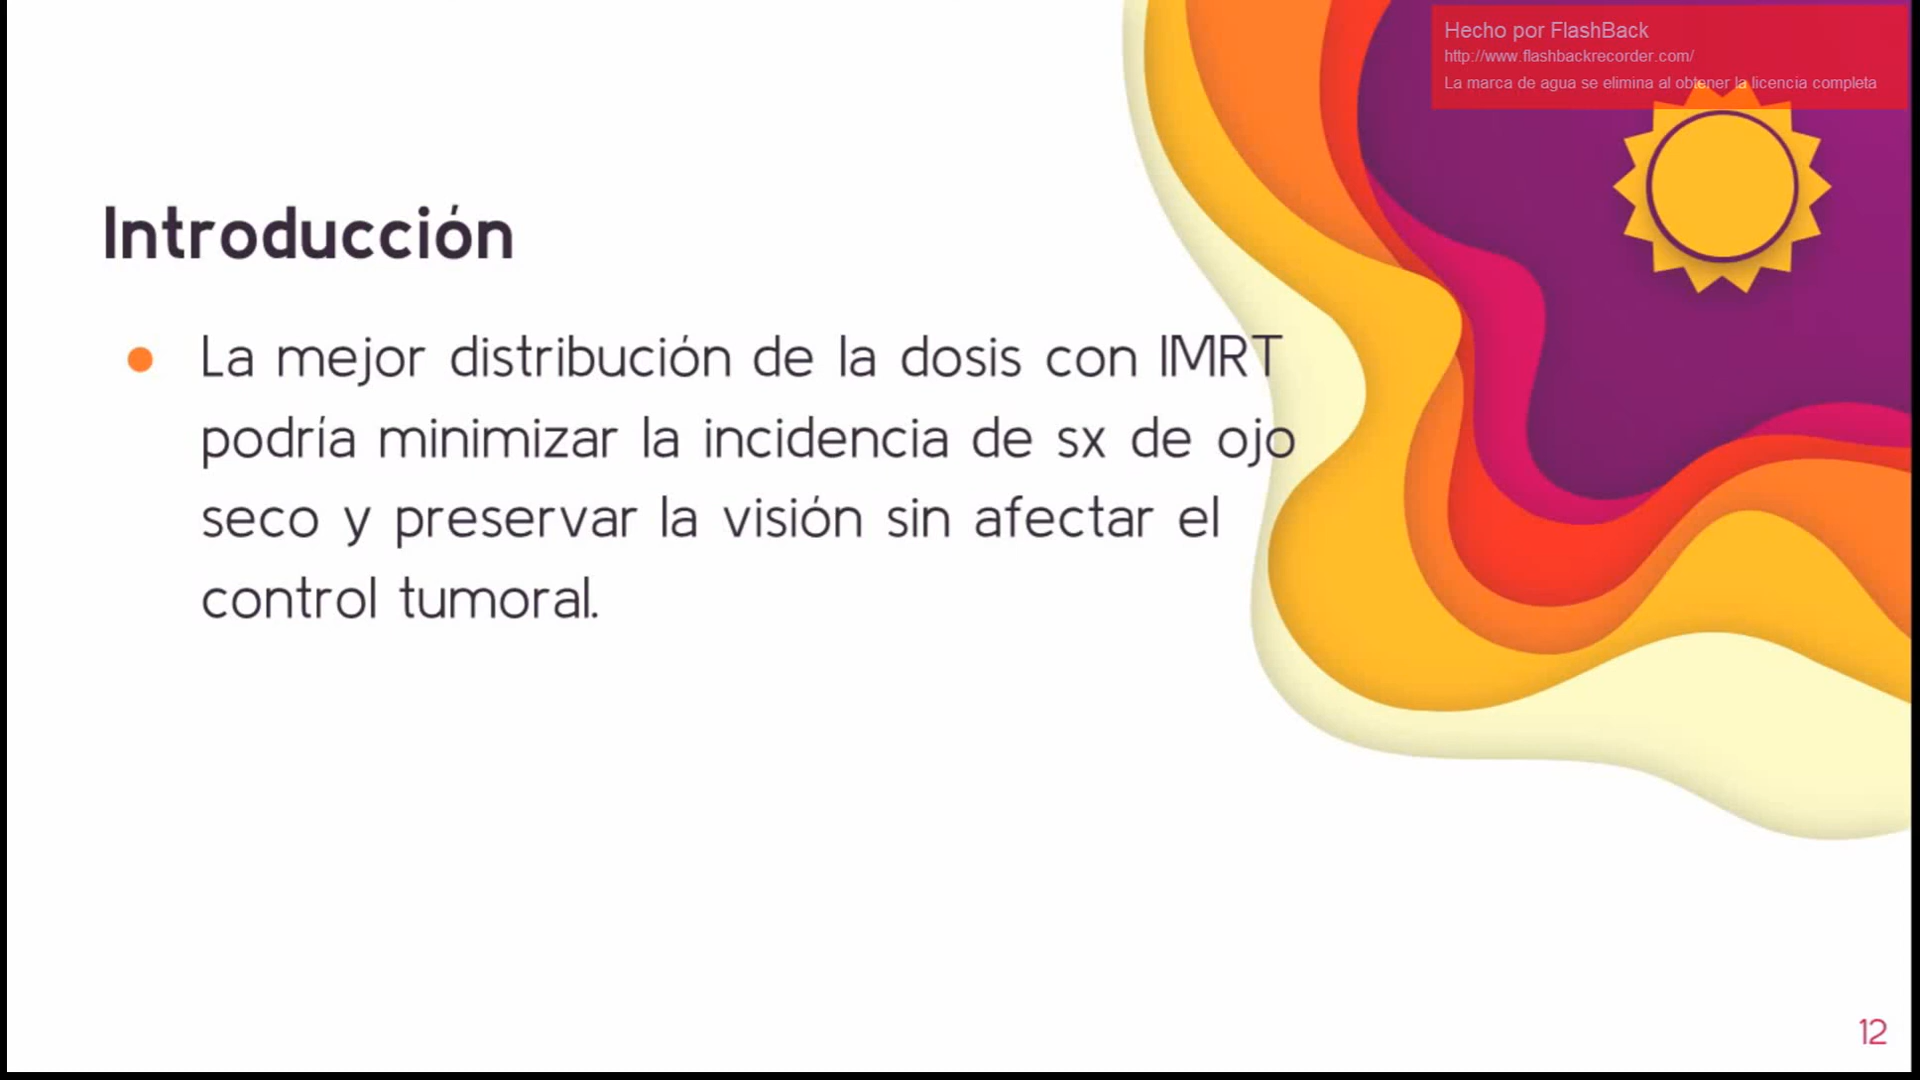 Hecho por FlashBack
http://www.flashbackrecorder.com/
La marca de agua se elimina al obtener la licencia completa
Introducción
La mejor distribución de la dosis con IMRT
podría minimizar la incidencia de sx de ojo
seco y preservar la visión sin afectar el
control tumoral.
12